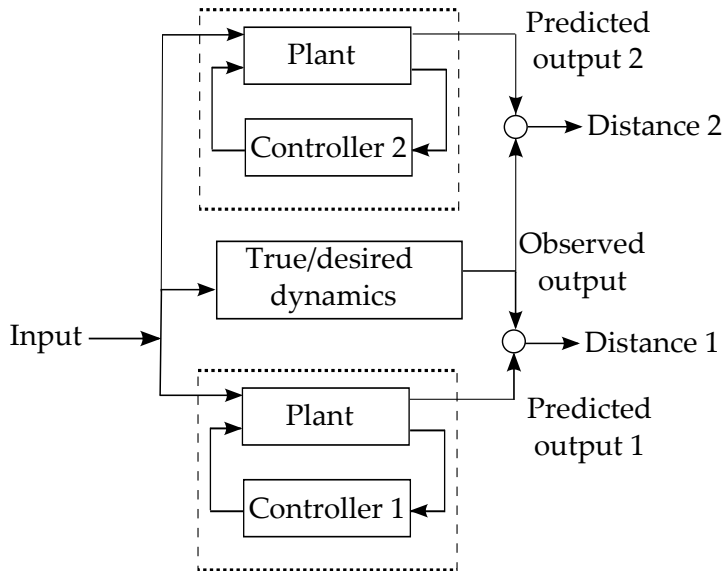 Plant
Predicted
output 2
Controller 2
Distance 2
True/desired
dynamics
Observed
output
Input
Distance 1
Plant
Predicted
output 1
Controller 1